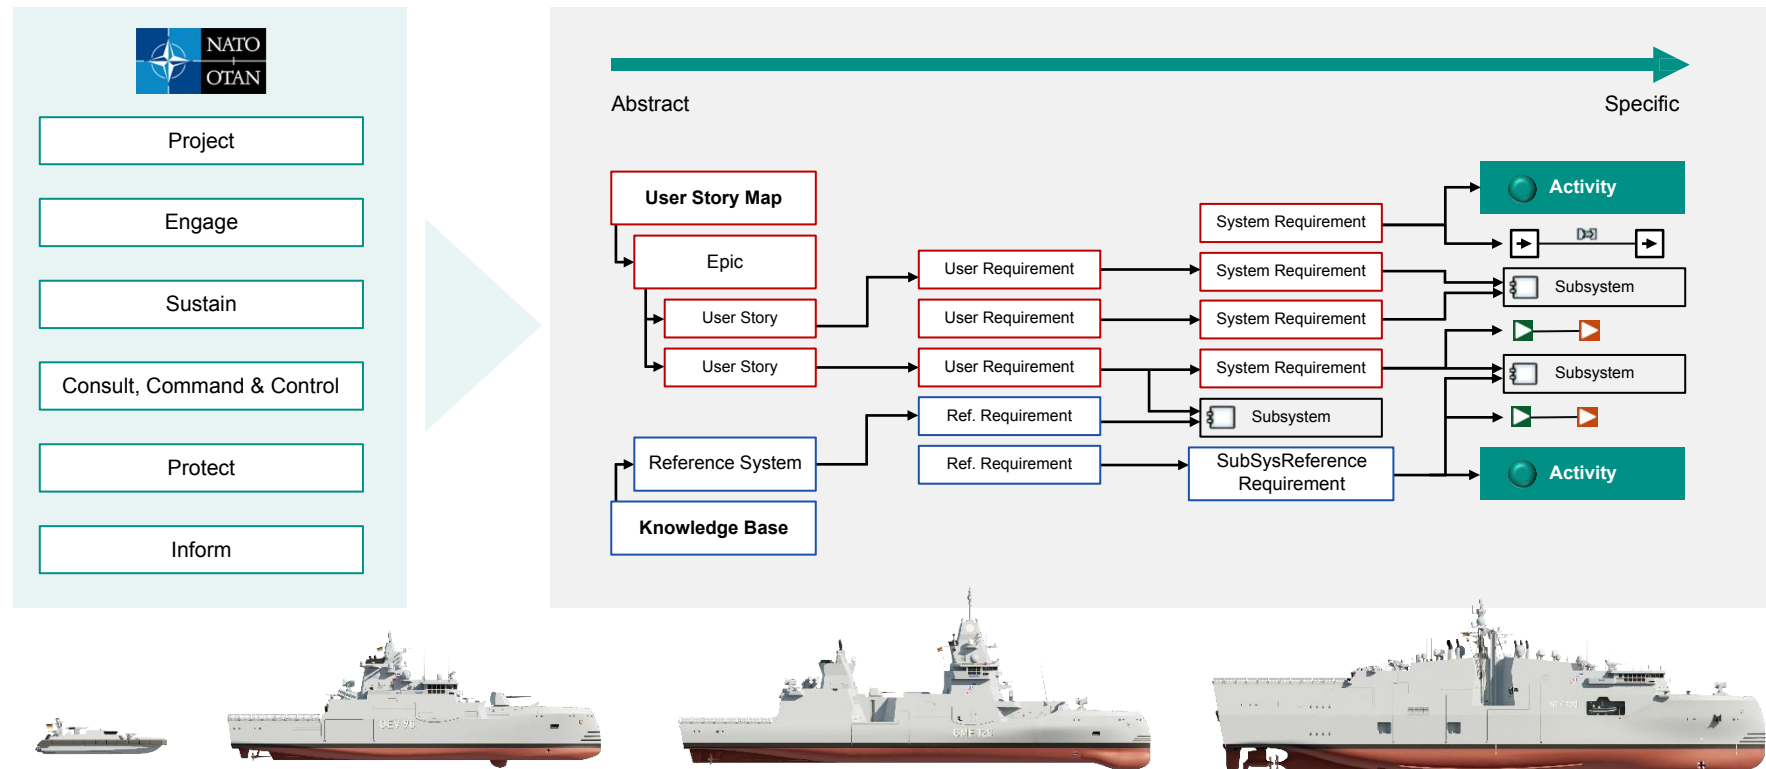 NATO
OTAN
Project
Engage
Sustain
Consult, Command & Control
Protect
Inform
Abstract
Specific
User Story Map
Epic
User Story
User Story
Reference System
Knowledge Base
User Requirement
User Requirement
User Requirement
Ref. Requirement
Ref. Requirement
System Requirement
System Requirement
System Requirement
System Requirement
Subsystem
SubSysReference
Requirement
Activity
Subsystem
Subsystem
Activity